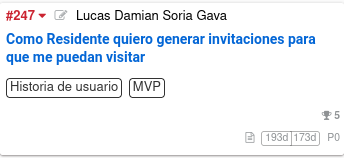 #247 Lucas Damian Soria Gava
Como Residente quiero generar invitaciones para
que me puedan visitar
Historia de usuario MVP
5
193d 173d P0